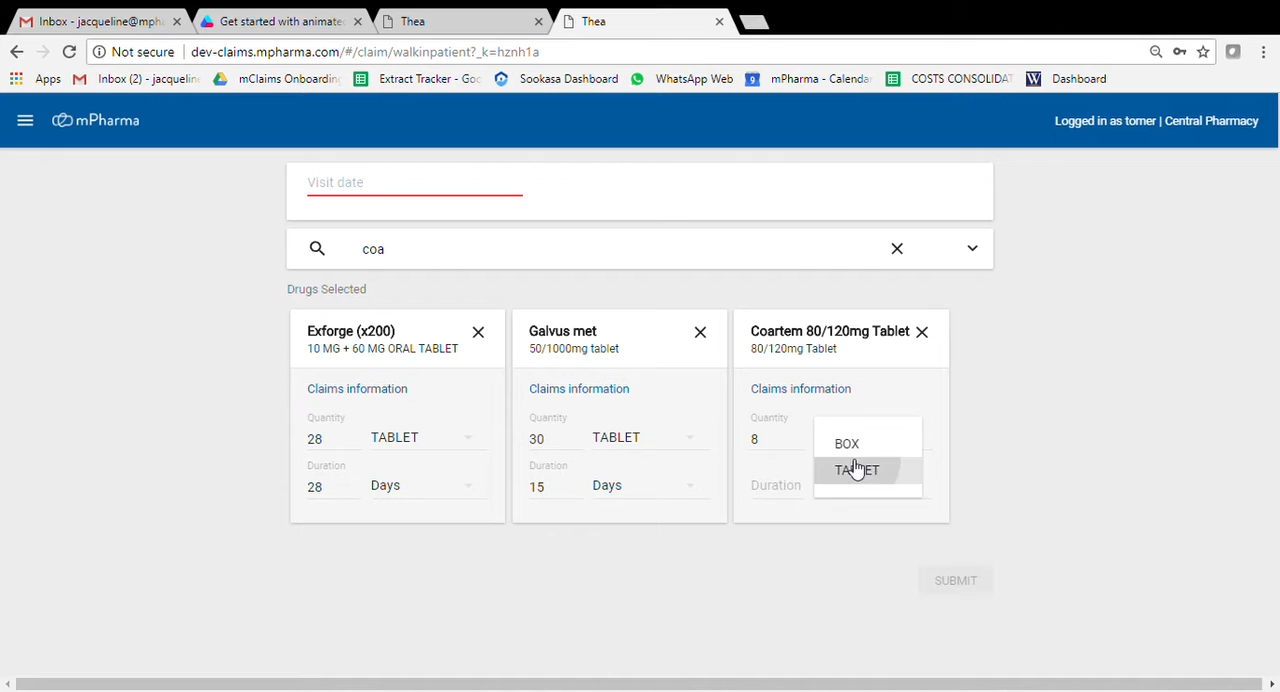 Inbox - jacqueline@mpha
Get started with animated
Thea
Thea
Not secure | dev-claims.mpharma.com/#/claim/walkinpatient?_k=hznh1a
Apps
Inbox (2) - jacqueline
mClaims Onboarding
Extract Tracker - Goo
Sookasa Dashboard
WhatsApp Web
9
mPharma - Calendar
COSTS CONSOLIDAT
W
Dashboard
mPharma
Logged in as tomer | Central Pharmacy
Visit date
coa
Drugs Selected
Exforge (x200)
10 MG + 60 MG ORAL TABLET
Claims information
Quantity
28 TABLET
Duration
28 Days
Galvus met
50/1000mg tablet
Claims information
Quantity
30 TABLET
Duration
15 Days
Coartem 80/120mg Tablet
80/120mg Tablet
Claims information
Quantity
8
BOX
TABLET
Duration
SUBMIT